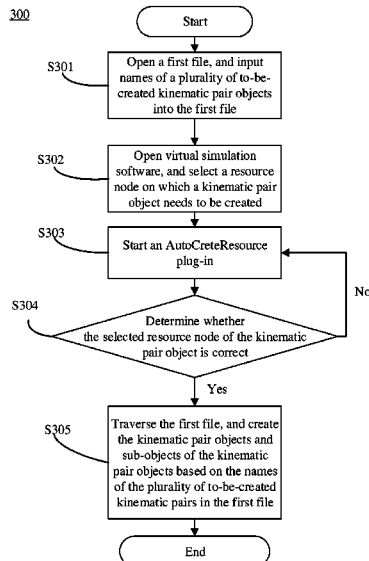 300
Start
S301
Open a first file, and input
names of a plurality of to-be-
created kinematic pair objects
into the first file
S302
Open virtual simulation
software, and select a resource
node on which a kinematic pair
object needs to be created
S303
Start an AutoCreteResource
plug-in
No
S304
Determine whether
the selected resource node of the kinematic
pair object is correct
Yes
S305
Traverse the first file, and create
the kinematic pair objects and
sub-objects of the kinematic
pair objects based on the names
of the plurality of to-be-created
kinematic pairs in the first file
End